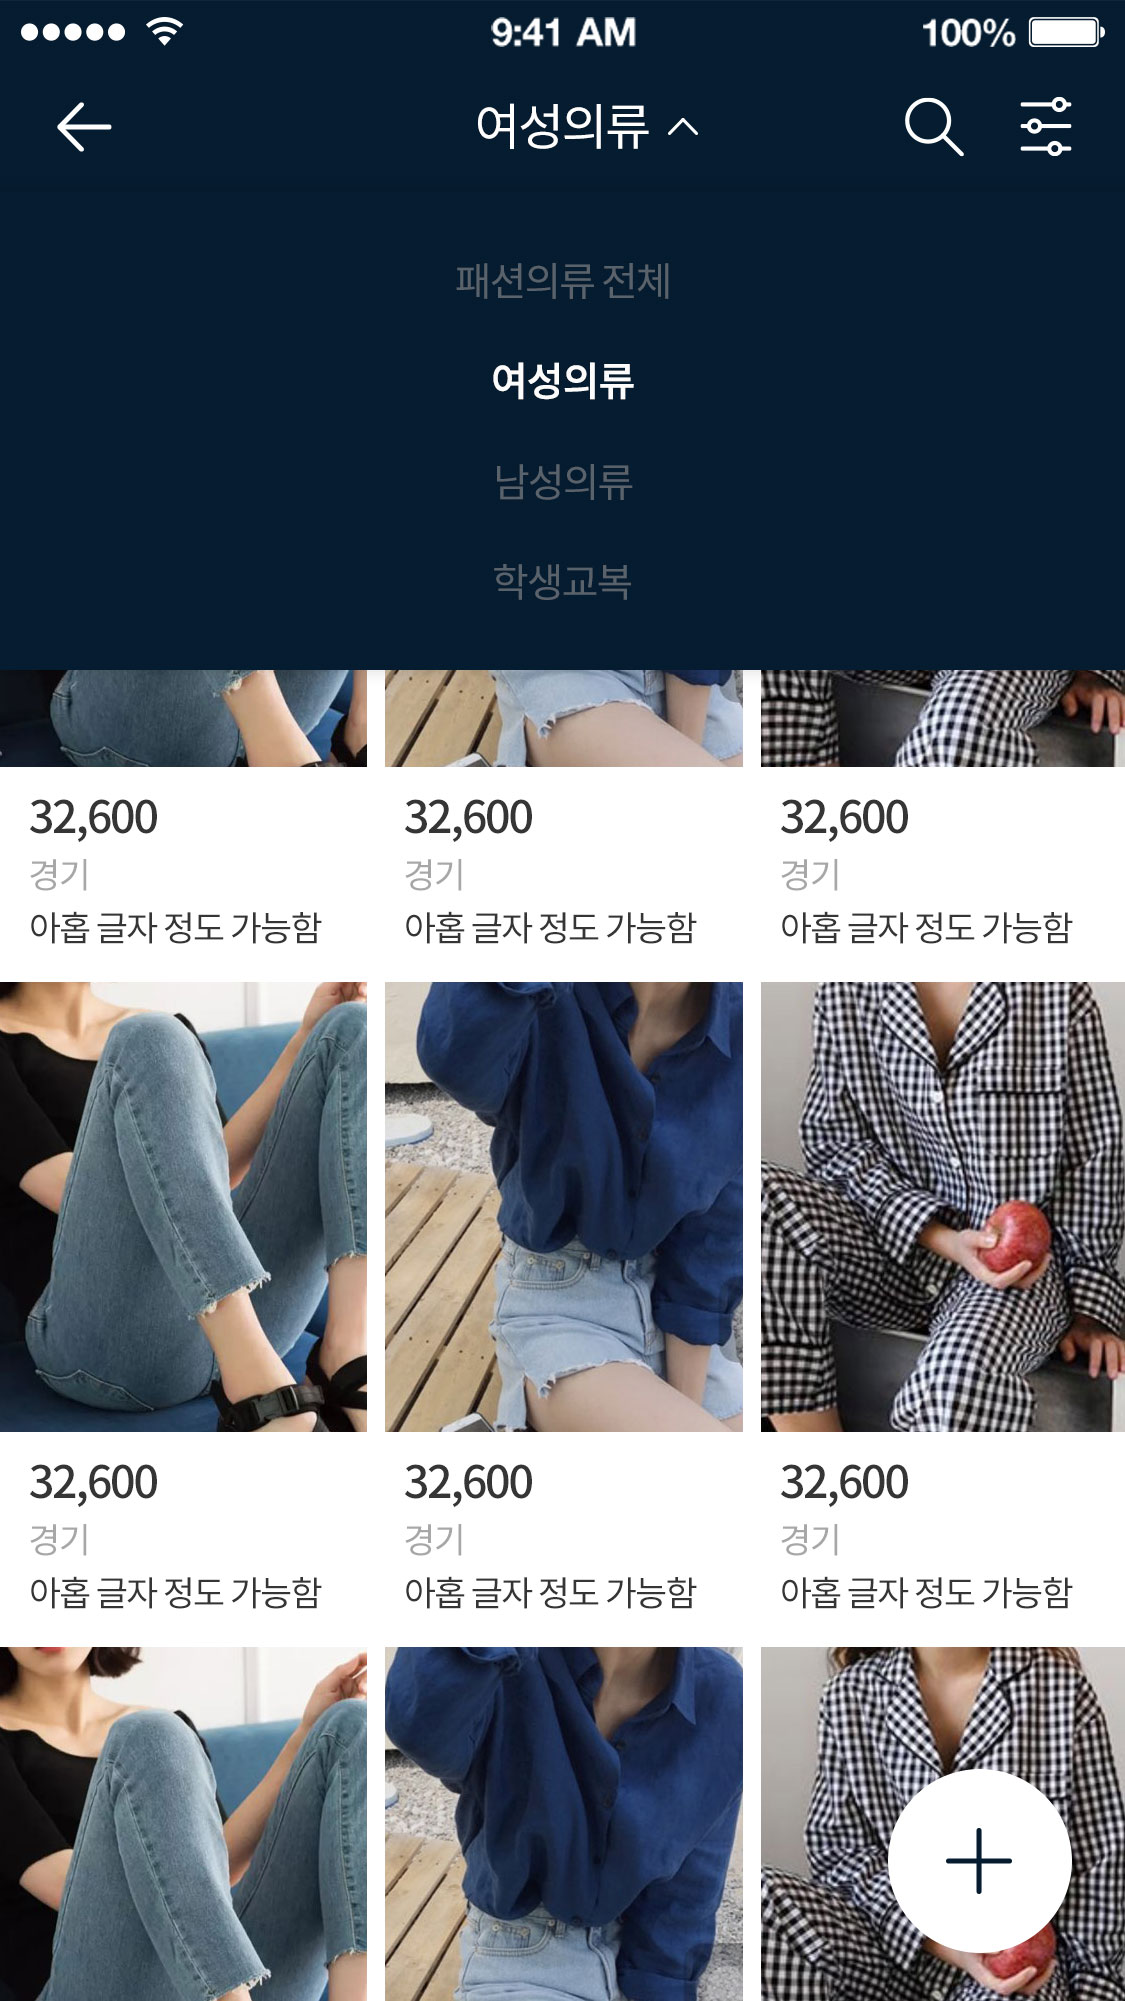 9:41 AM 100%
여성의류
패션의류 전체
여성의류
남성의류
학생교복
32,600 32,600 32,600
경기 경기 경기
아홉 글자 정도 가능함 아홉 글자 정도 가능함 아홉 글자 정도 가능함
32,600 32,600 32,600
경기 경기 경기
아홉 글자 정도 가능함 아홉 글자 정도 가능함 아홉 글자 정도 가능함